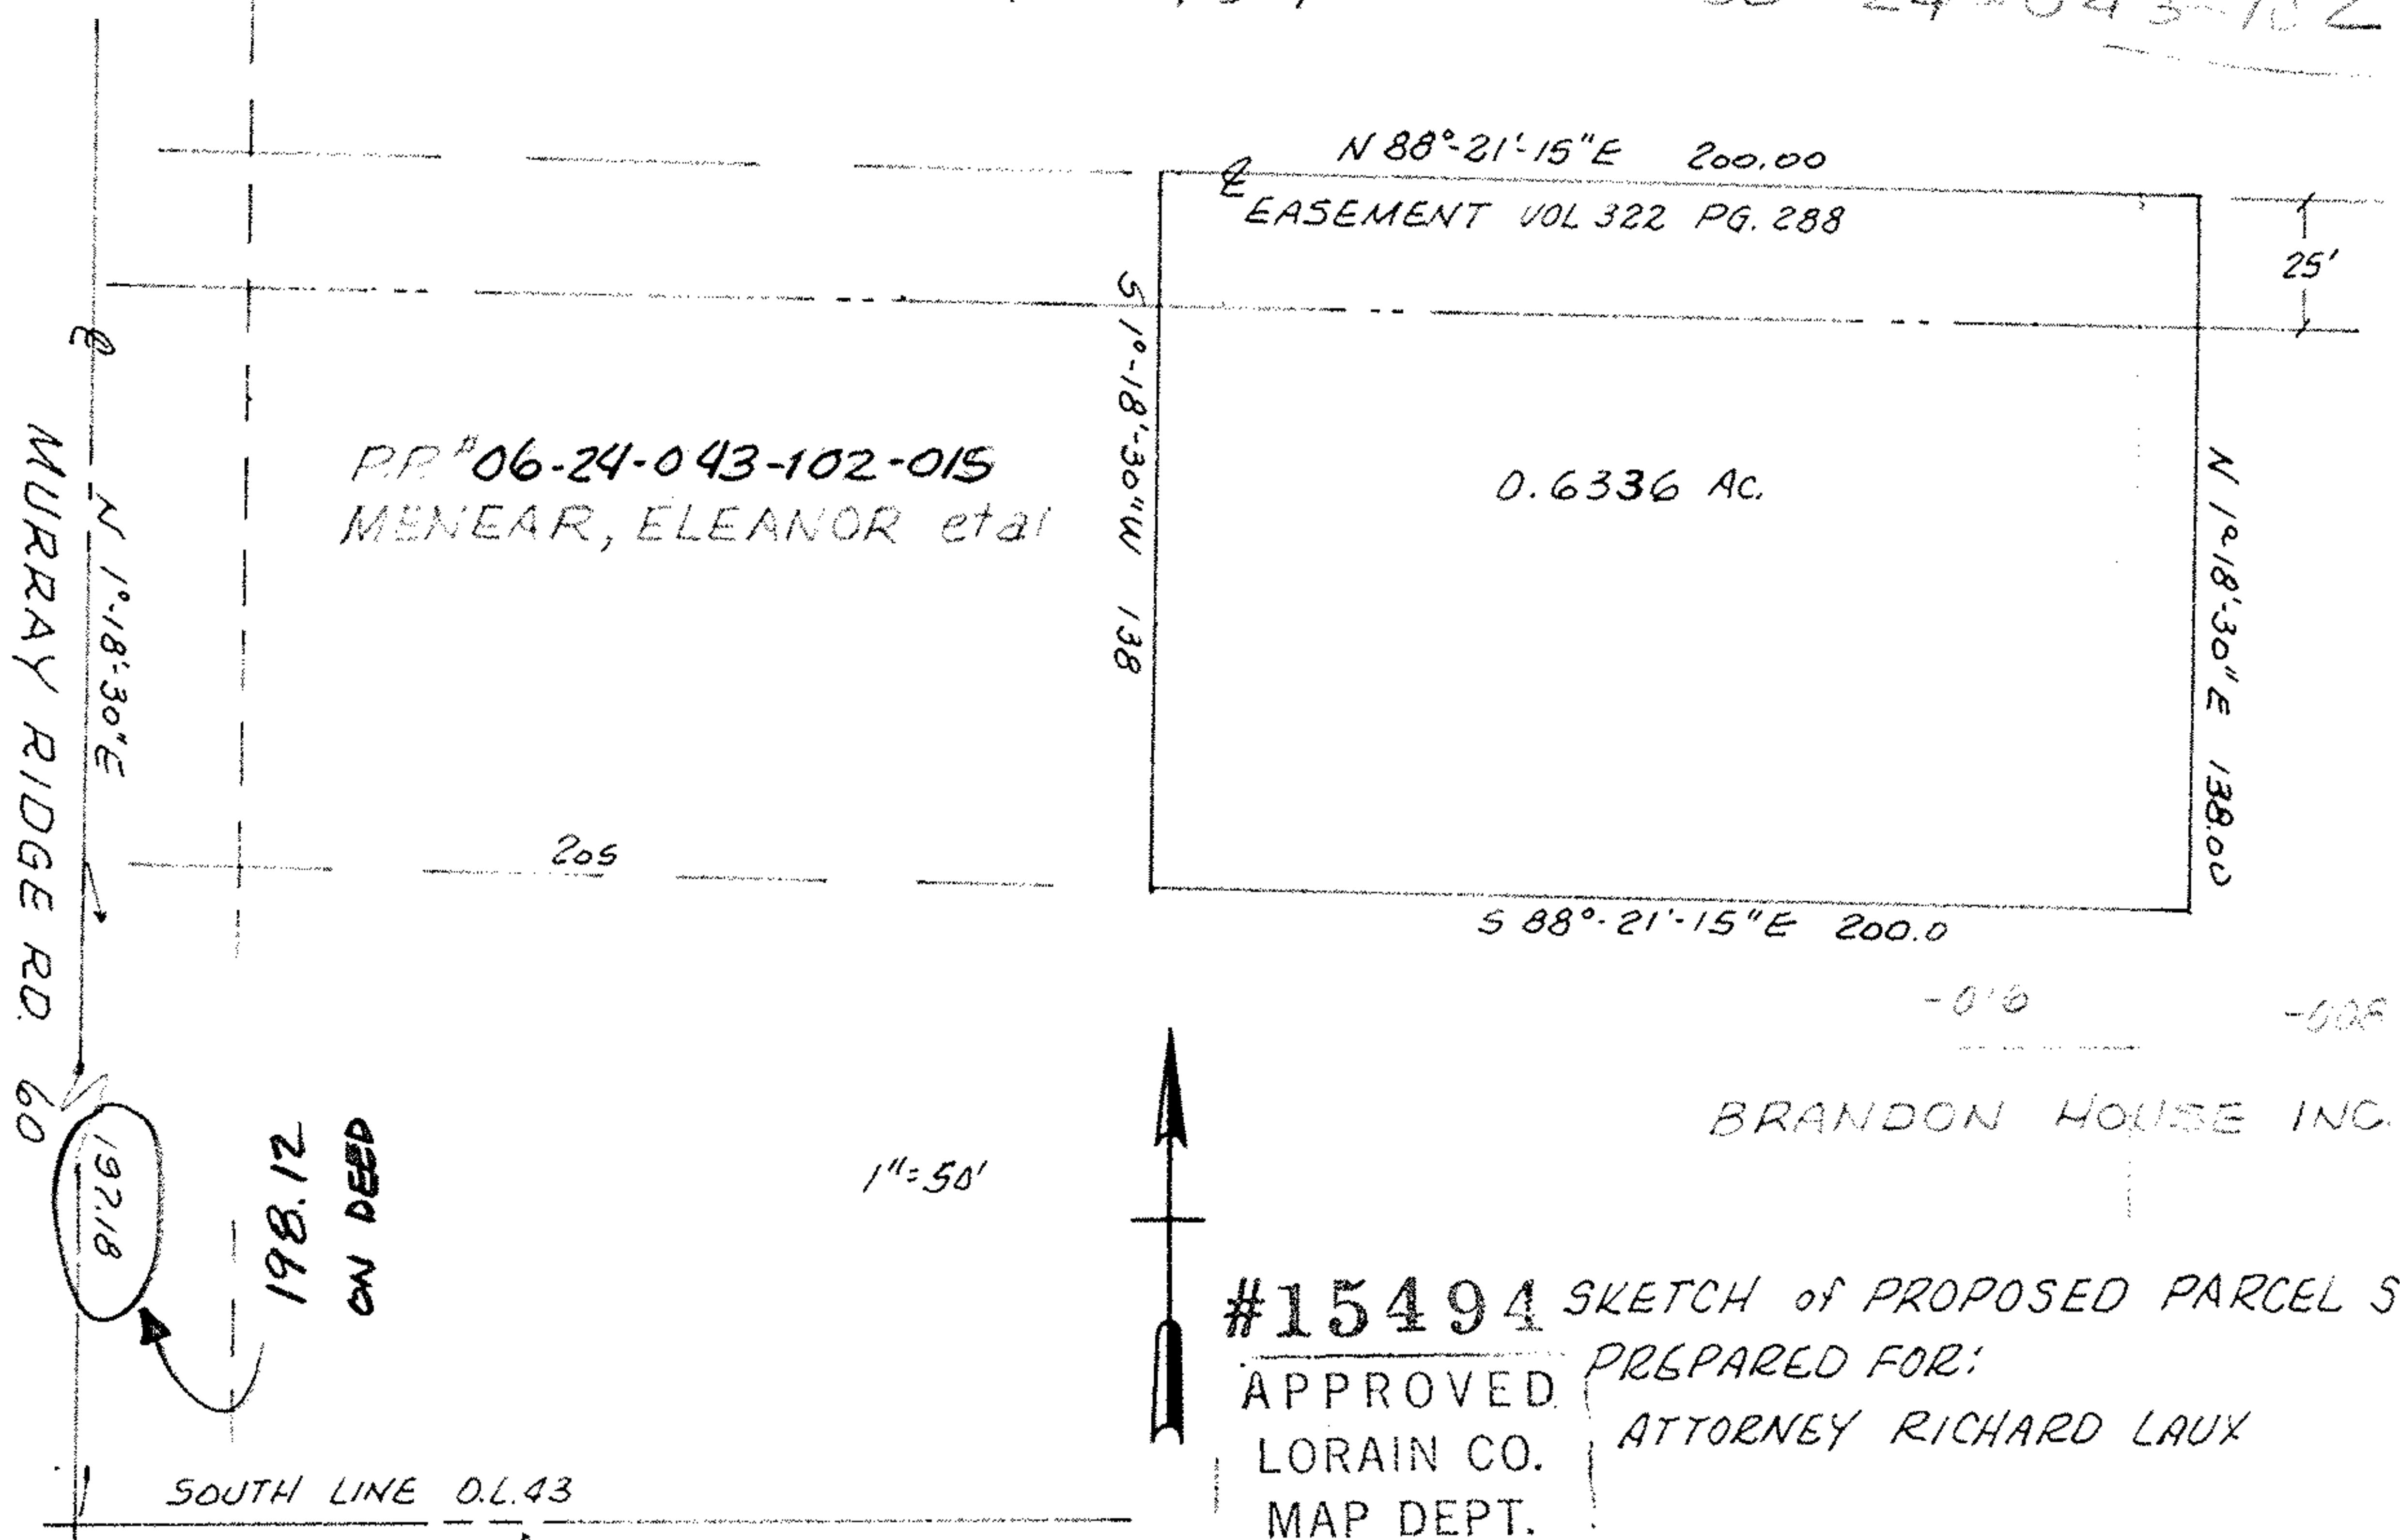 N 88°-21'-15"E 200.00
℄
EASEMENT VOL 322 PG. 288
25'
S 1°-18'-30"W 138
℄
P.P.#06-24-043-102-015
MENEAR, ELEANOR et al
0.6336 AC.
N 1°-18'-30"E 138.00
MURRAY RIDGE RD. 60
N 1°-18'-30"E
205
S 88°-21'-15"E 200.0
BRANDON HOUSE INC.
197.18
198.12
ON DEED
1"=50'
#15494
APPROVED
LORAIN CO.
MAP DEPT.
SKETCH of PROPOSED PARCEL S
PREPARED FOR:
ATTORNEY RICHARD LAUX
SOUTH LINE O.L.43